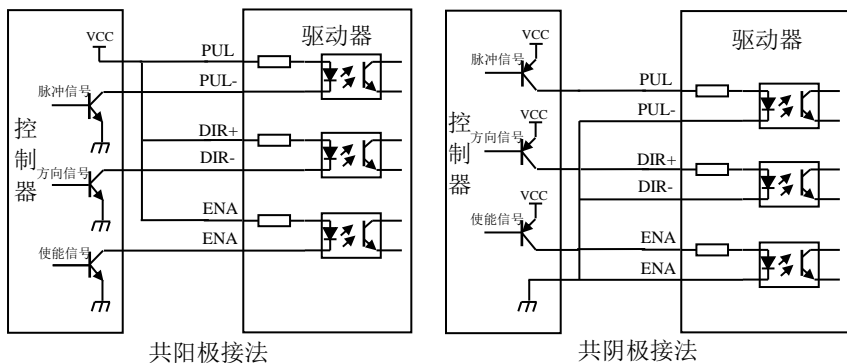 VCC
PUL
驱动器
脉冲信号
PUL-
控制器
DIR+
方向信号
DIR-
ENA
使能信号
ENA
共阳极接法
VCC
驱动器
脉冲信号
PUL
PUL-
VCC
控制器
方向信号
DIR+
DIR-
VCC
使能信号
ENA
ENA
共阴极接法